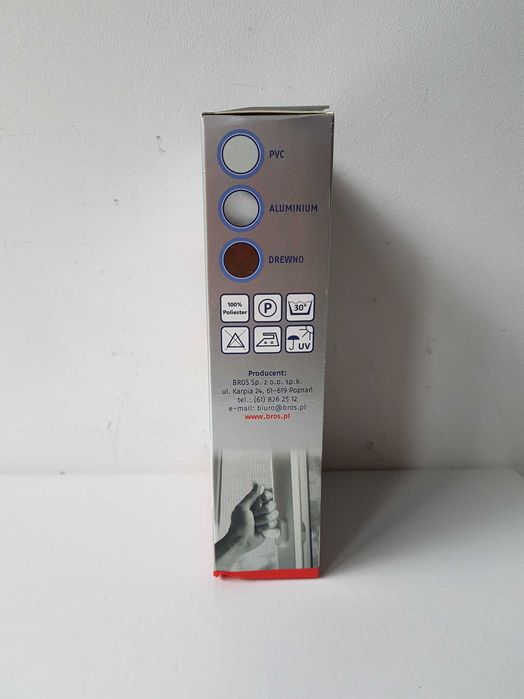 PVC
ALUMINIUM
DREWNO
100%
Poliester
P
30°
UV
Producent:
BROS Sp. z o.o. sp.k.
ul. Karpia 24, 61-619 Poznań
tel.: (61) 826 25 12
e-mail: biuro@bros.pl
www.bros.pl